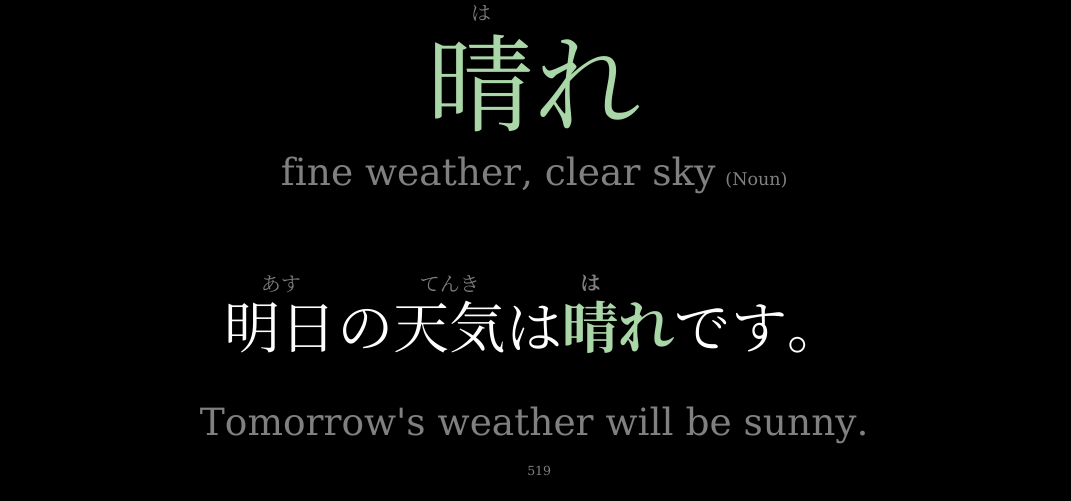 は
晴れ
fine weather, clear sky (Noun)
あす てんき は
明日の天気は晴れです。
Tomorrow's weather will be sunny.
519